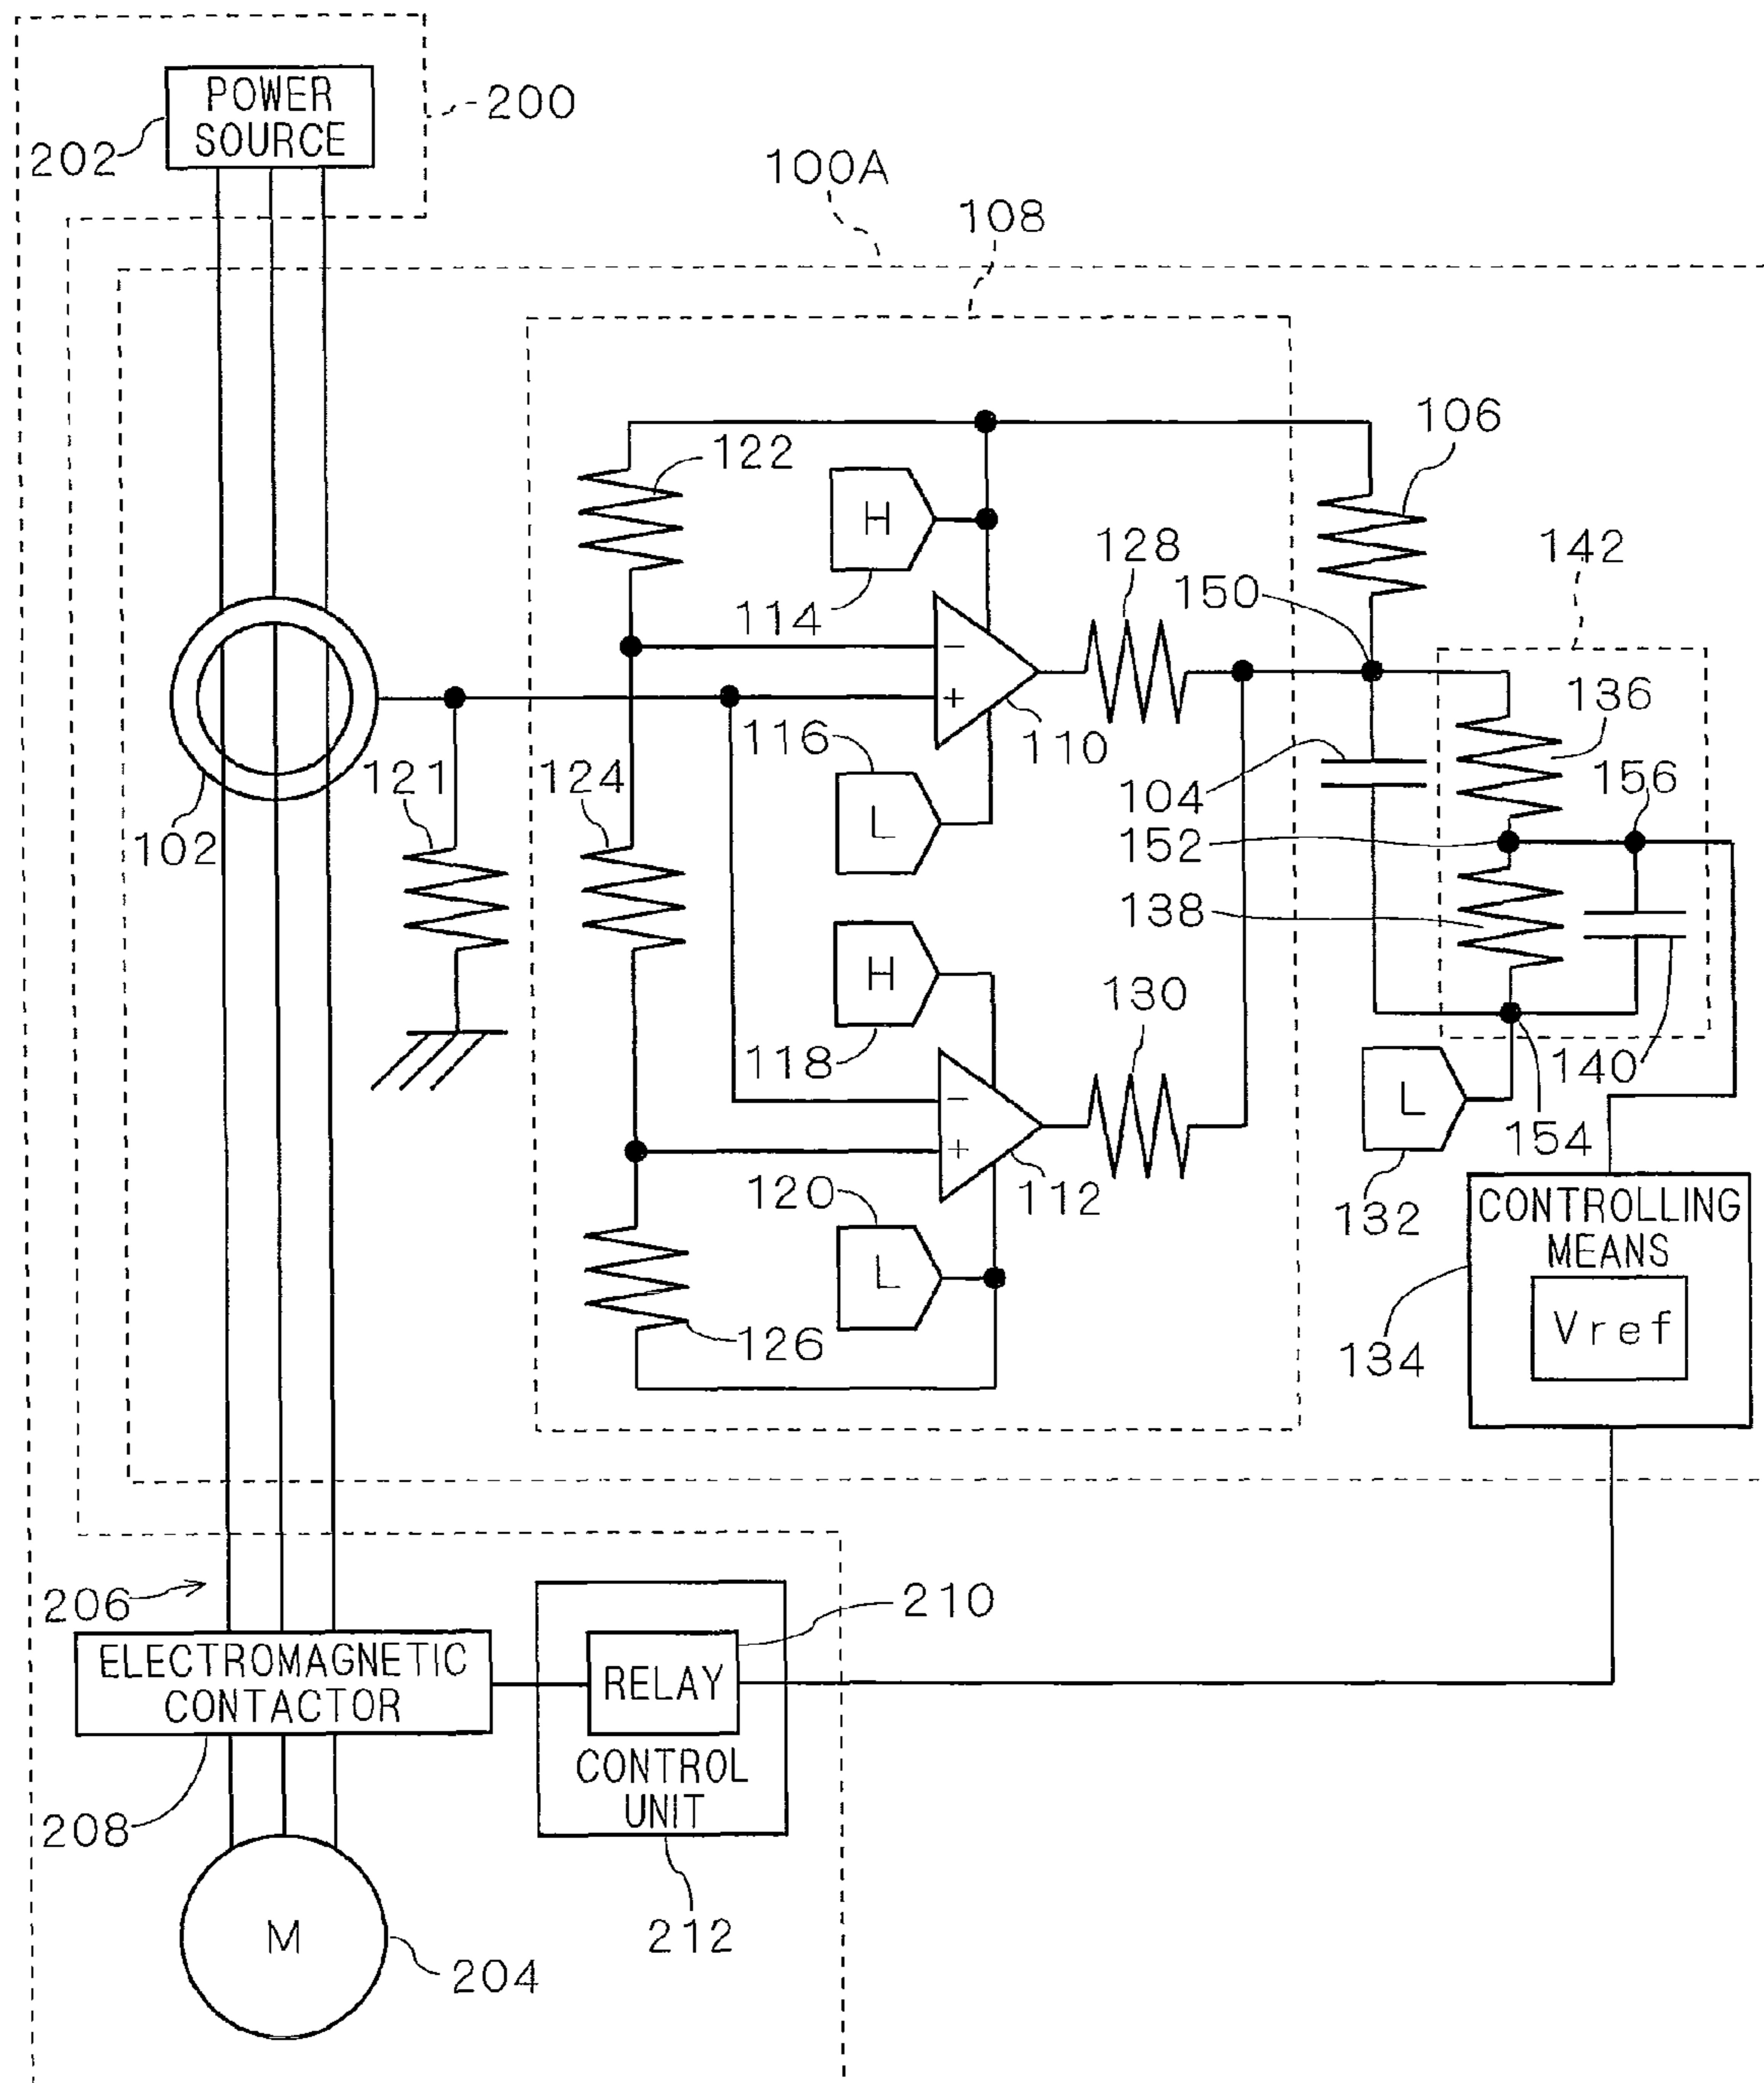 POWER
SOURCE
200
202
100A
108
106
122
H
128
142
114
150
−
+
110
136
116
121
124
104
156
102
L
152
138
H
130
118
140
−
L
+
154
120
112
132
CONTROLLING
MEANS
L
126
Vref
134
206
210
ELECTROMAGNETIC
CONTACTOR
RELAY
CONTROL
UNIT
208
212
M
204